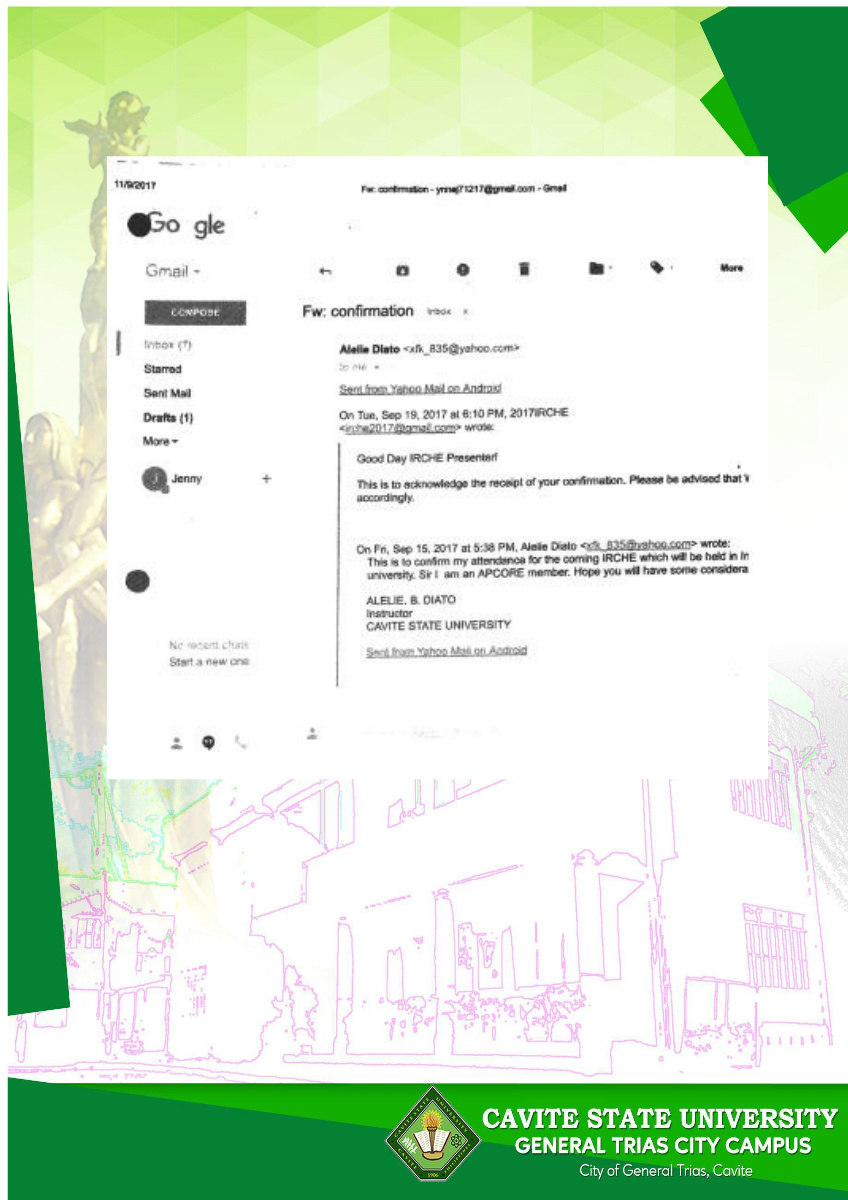 11/9/2017
Fw: confirmation - ynnej71217@gmail.com - Gmail
Go gle
Gmail
More
COMPOSE
Fw: confirmation Inbox x
Inbox (7)
Starred
Sent Mail
Drafts (1)
More
Alelie Diato <xfk_835@yahoo.com>
to me
Sent from Yahoo Mail on Android
On Tue, Sep 19, 2017 at 6:10 PM, 2017IRCHE
<irche2017@gmail.com> wrote:
J Jenny +
Good Day IRCHE Presenter!
This is to acknowledge the receipt of your confirmation. Please be advised that
accordingly.
On Fri, Sep 15, 2017 at 5:38 PM, Alelie Diato <xfk_835@yahoo.com> wrote:
This is to confirm my attendance for the coming IRCHE which will be held in
university. Sir I am an APCORE member. Hope you will have some considera
ALELIE. B. DIATO
Instructor
CAVITE STATE UNIVERSITY
Sent from Yahoo Mail on Android
No recent chats
Start a new one
CAVITE STATE UNIVERSITY
GENERAL TRIAS CITY CAMPUS
City of General Trias, Cavite
1906